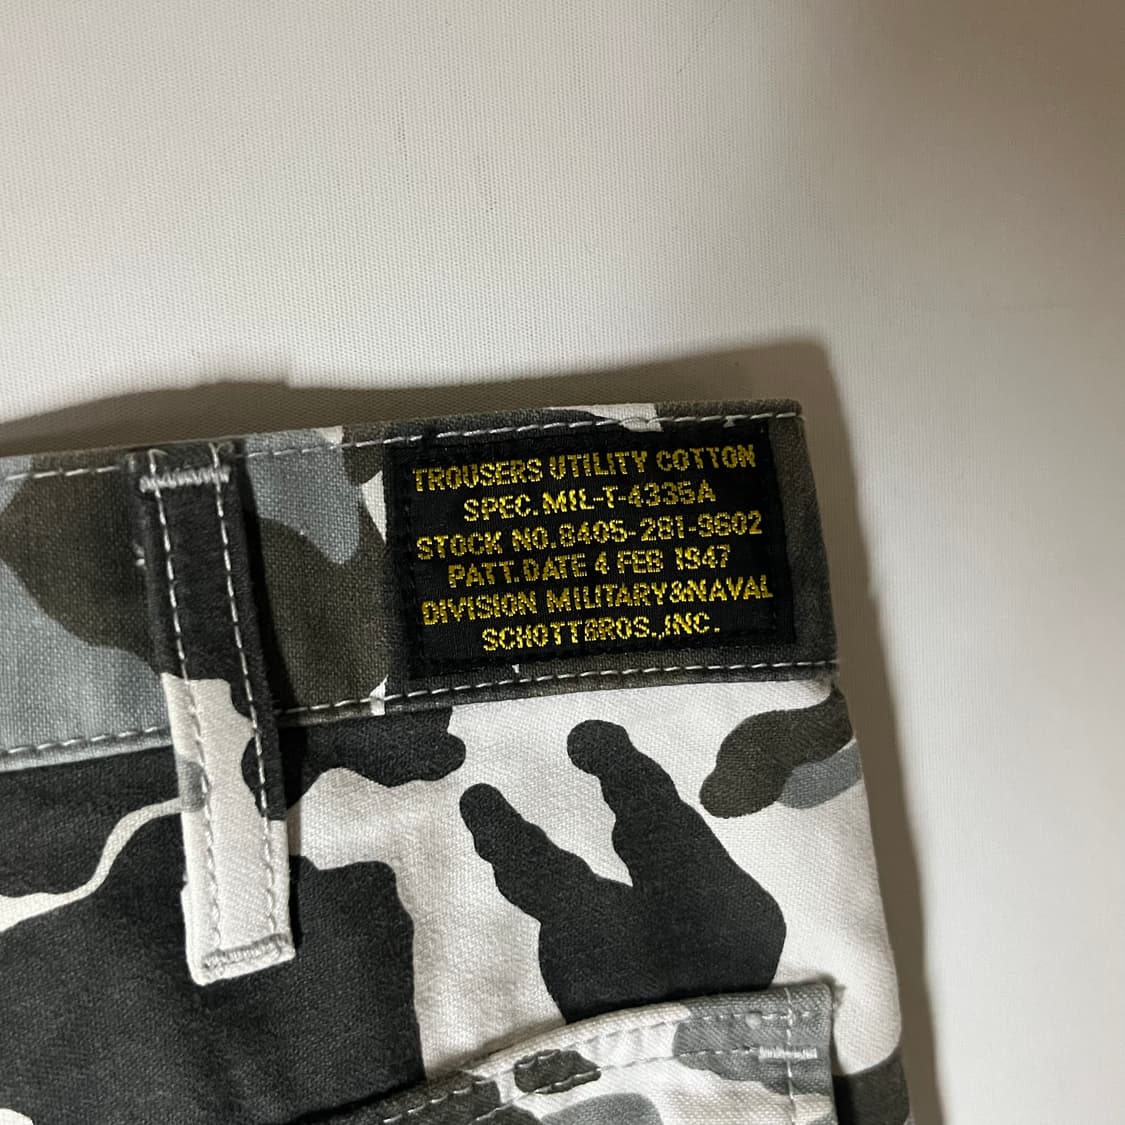 TROUSERS UTILITY COTTON
SPEC.MIL-T-4335A
STOCK NO.8405-281-9602
PATT.DATE 4 FEB 1947
DIVISION MILITARY&NAVAL
SCHOTTBROS.,INC.